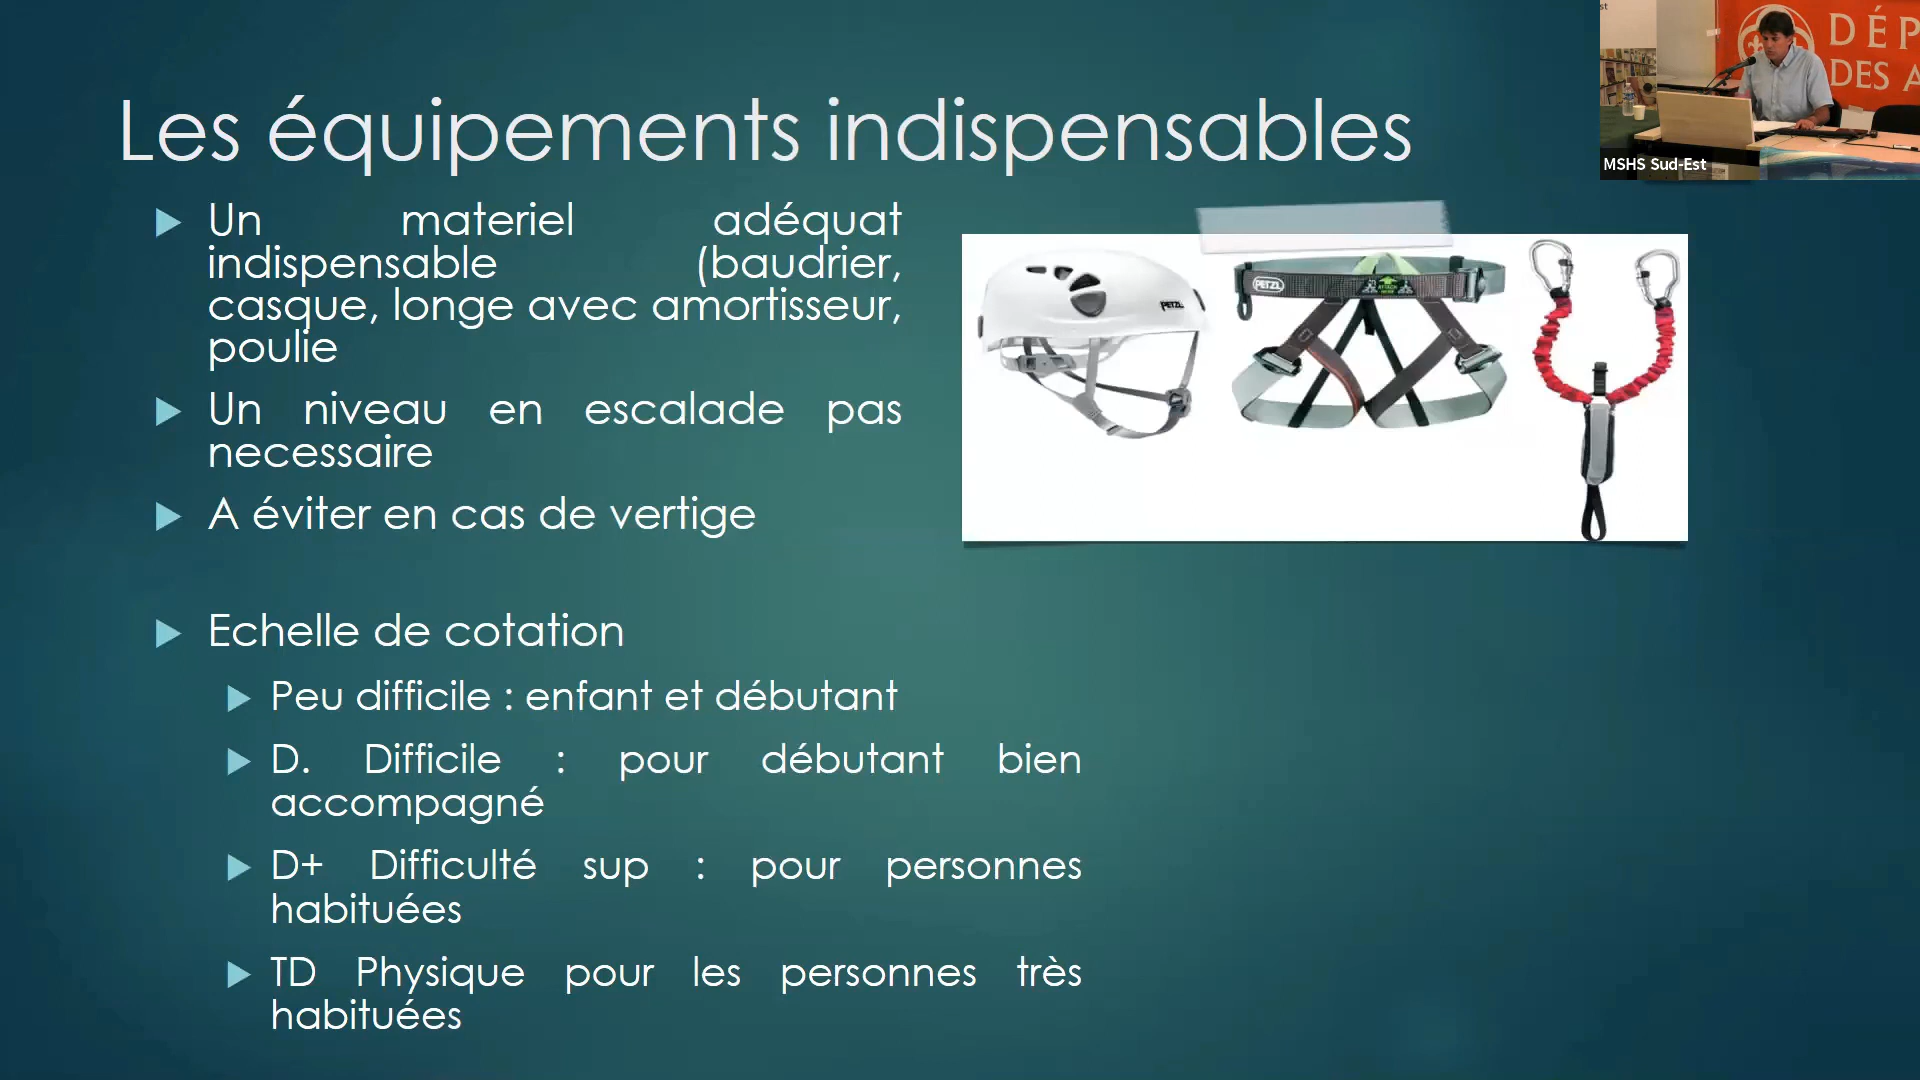 Les équipements indispensables
Un materiel adéquat
indispensable (baudrier,
casque, longe avec amortisseur,
poulie
Un niveau en escalade pas
necessaire
A éviter en cas de vertige
Echelle de cotation
Peu difficile : enfant et débutant
D. Difficile : pour débutant bien
accompagné
D+ Difficulté sup : pour personnes
habituées
TD Physique pour les personnes très
habituées
PETZL
PETZL
DÉP
DES A
st
MSHS Sud-Est